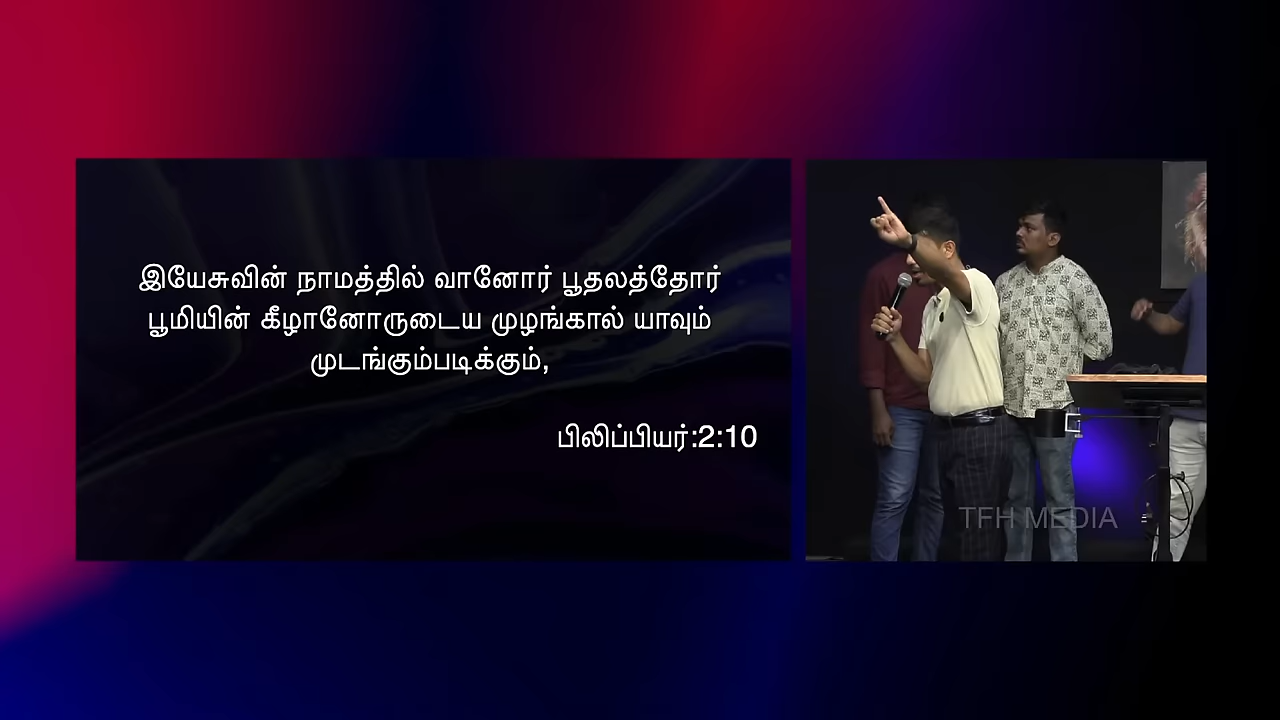 இயேசுவின் நாமத்தில் வானோர் பூதலத்தோர்
பூமியின் கீழானோருடைய முழங்கால் யாவும்
முடங்கும்படிக்கும்,
பிலிப்பியர்:2:10
TFH MEDIA